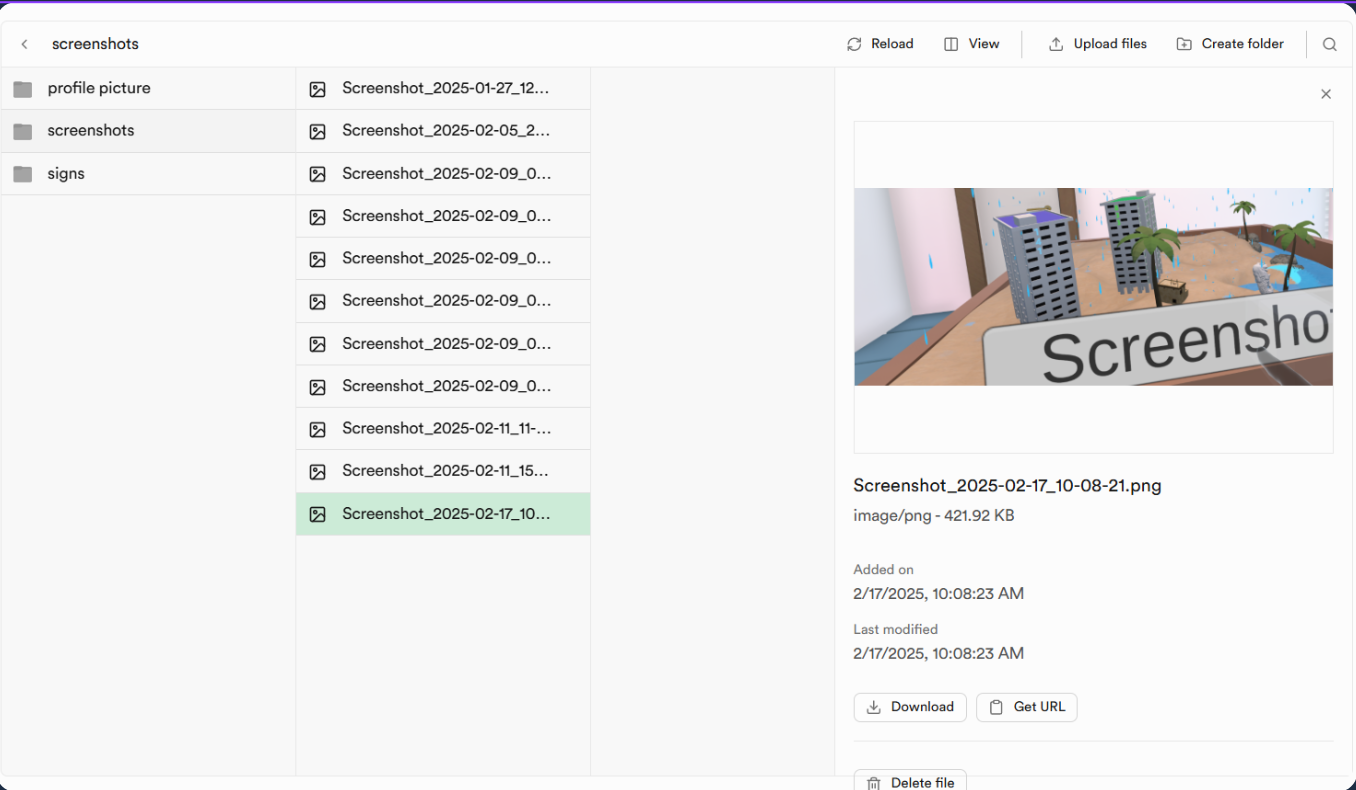 screenshots
Reload
View
Upload files
Create folder
profile picture
screenshots
signs
Screenshot_2025-01-27_12...
Screenshot_2025-02-05_2...
Screenshot_2025-02-09_0...
Screenshot_2025-02-09_0...
Screenshot_2025-02-09_0...
Screenshot_2025-02-09_0...
Screenshot_2025-02-09_0...
Screenshot_2025-02-09_0...
Screenshot_2025-02-11_11-...
Screenshot_2025-02-11_15...
Screenshot_2025-02-17_10...
Screensho
Screenshot_2025-02-17_10-08-21.png
image/png - 421.92 KB
Added on
2/17/2025, 10:08:23 AM
Last modified
2/17/2025, 10:08:23 AM
Download
Get URL
Delete file